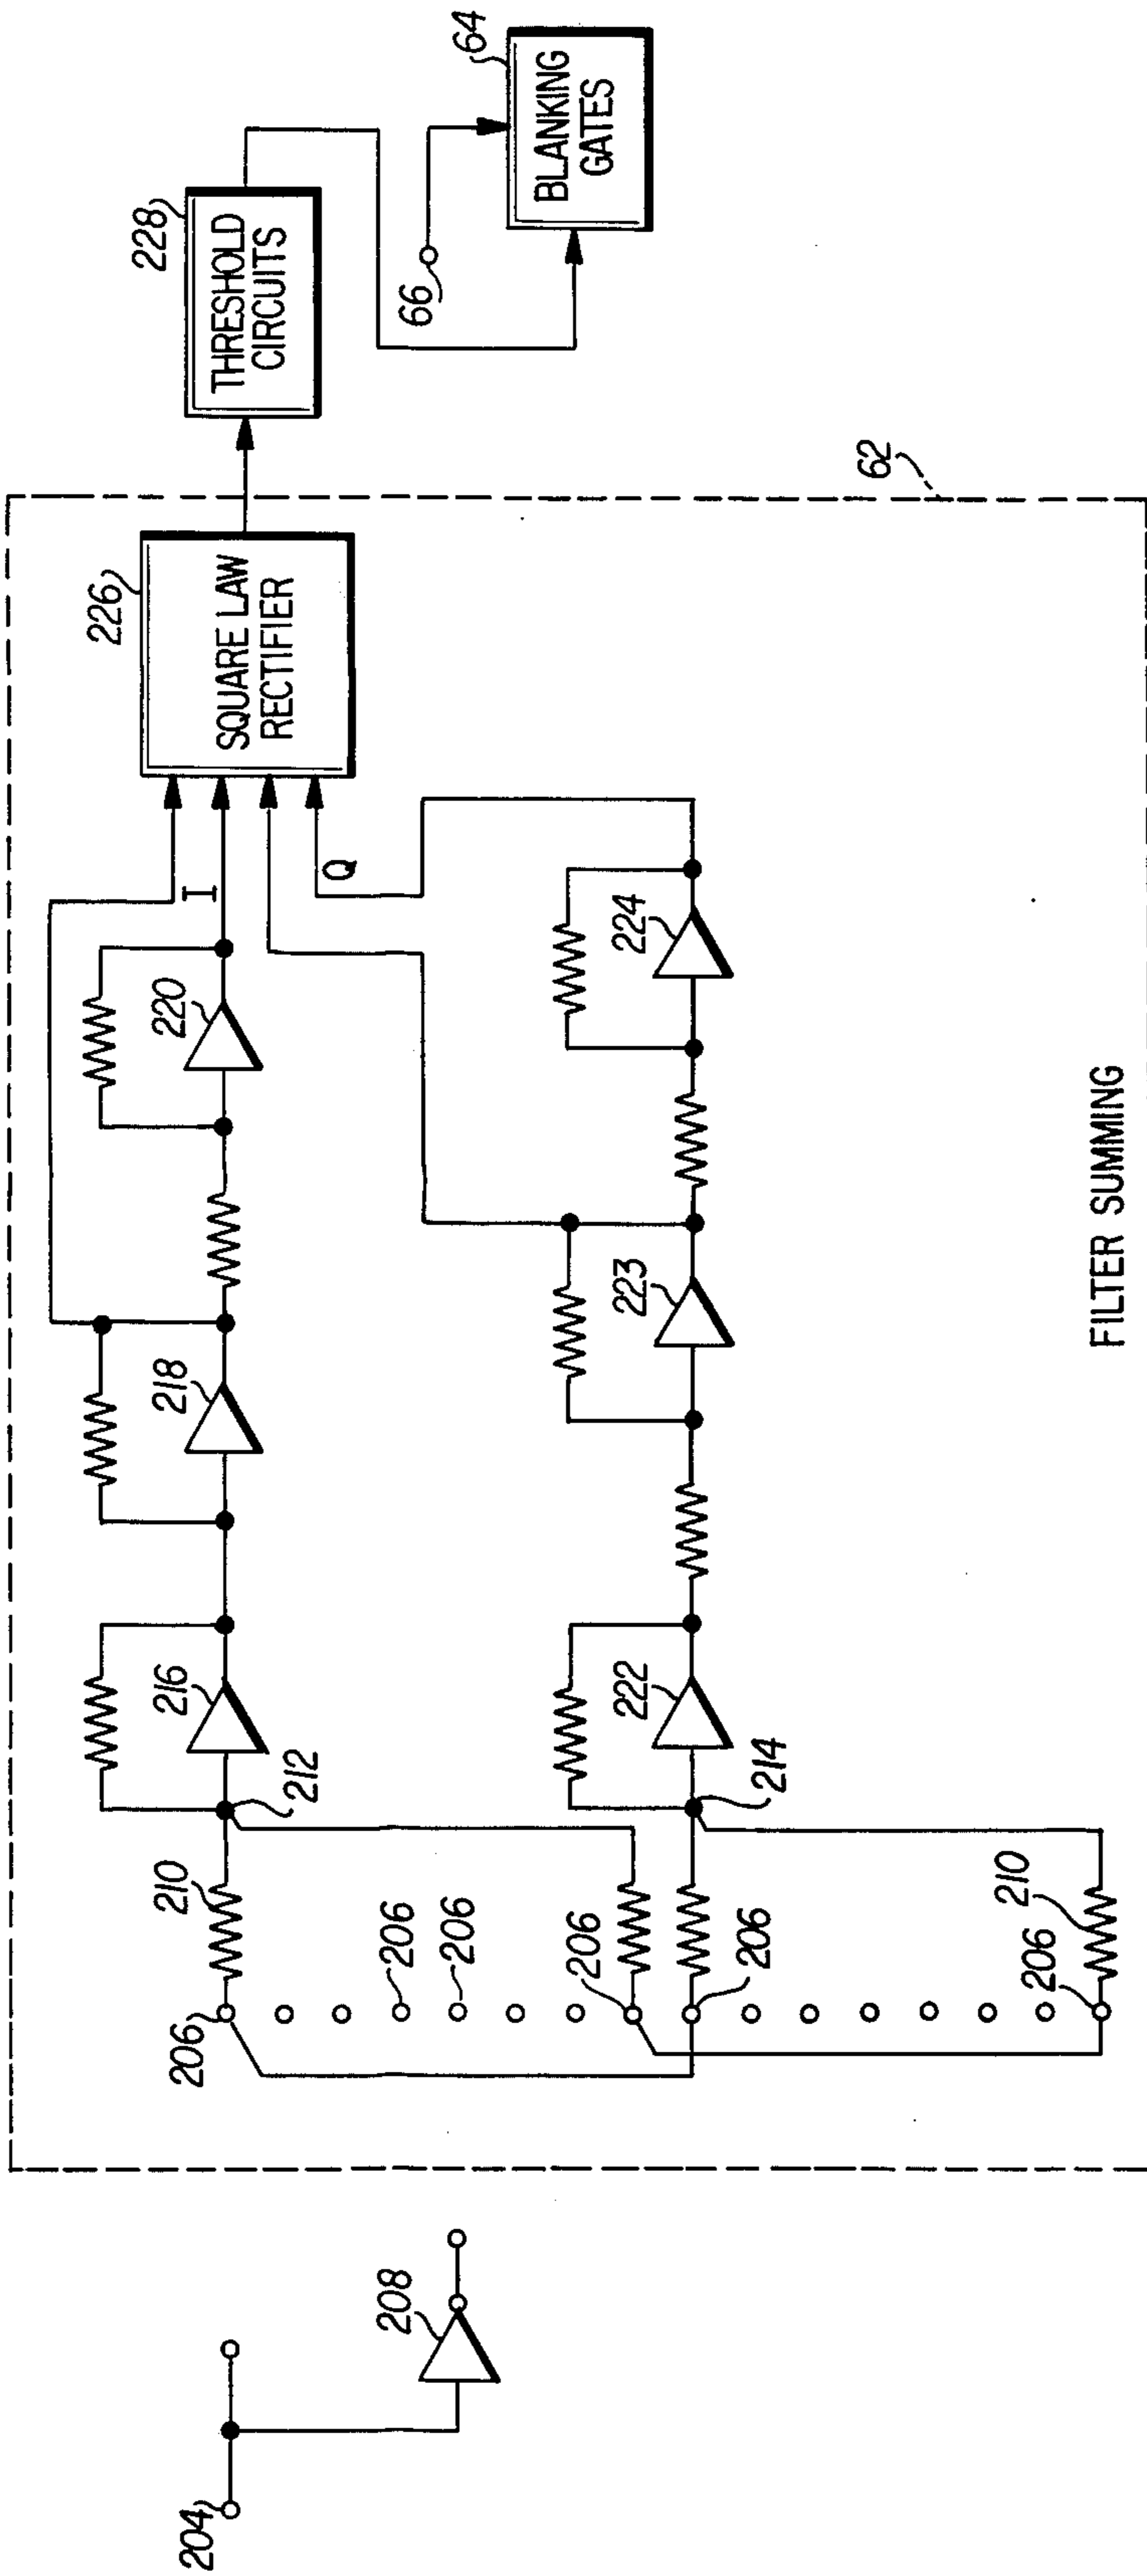 204
208
206
210
212
216
218
220
I
Q
226
SQUARE LAW
RECTIFIER
228
THRESHOLD
CIRCUITS
66
64
BLANKING
GATES
206
206
206
206
214
222
223
224
206
210
62
FILTER SUMMING